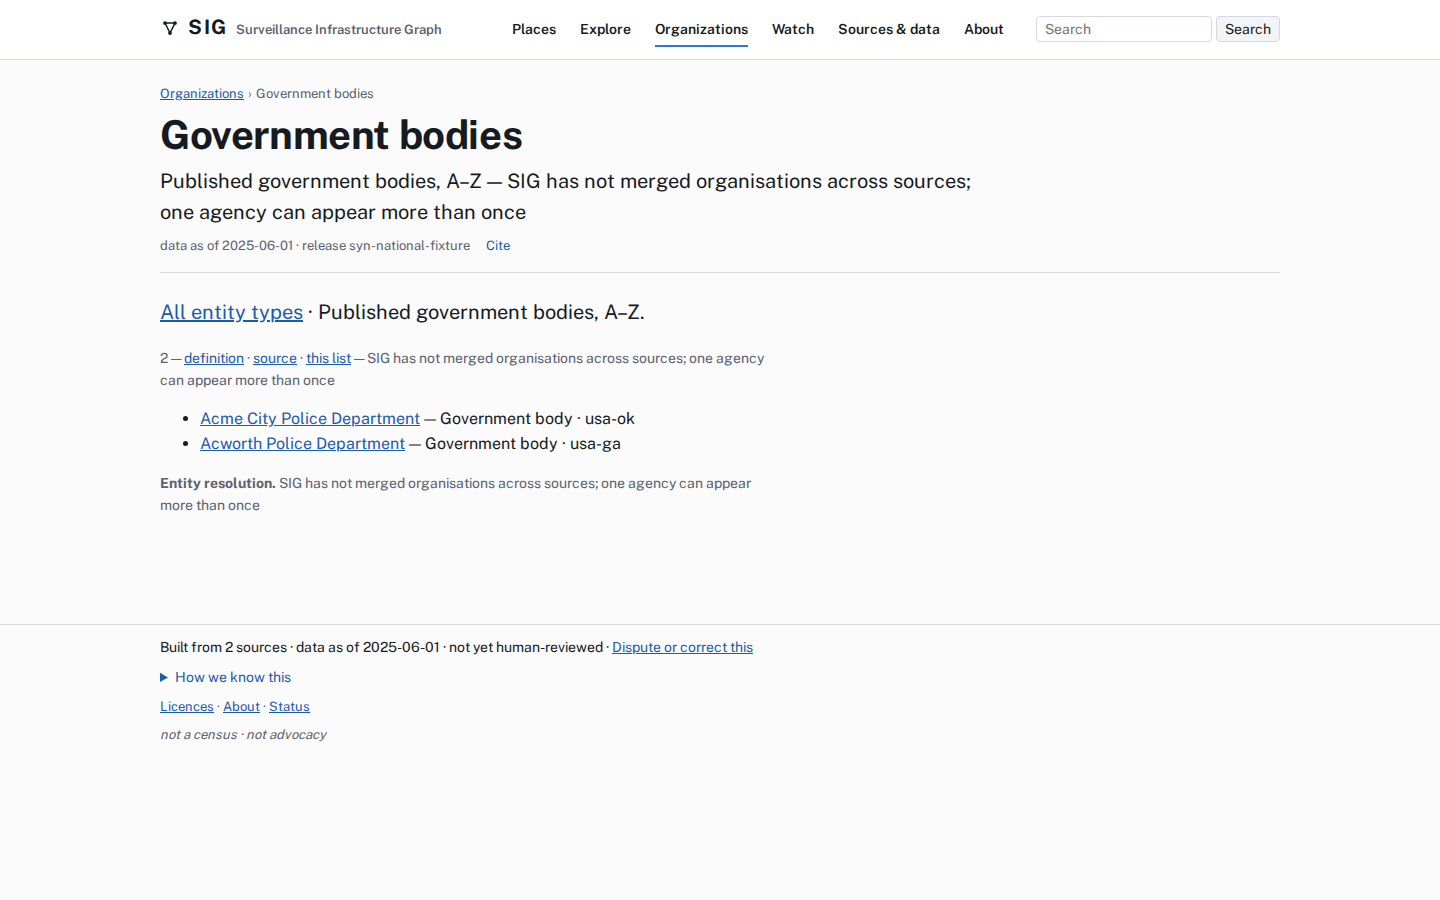 SIG Surveillance Infrastructure Graph
Places Explore Organizations Watch Sources & data About Search Search
Organizations › Government bodies
Government bodies
Published government bodies, A–Z — SIG has not merged organisations across sources;
one agency can appear more than once
data as of 2025-06-01 · release syn-national-fixture Cite
All entity types · Published government bodies, A–Z.
2 — definition · source · this list — SIG has not merged organisations across sources; one agency
can appear more than once
• Acme City Police Department — Government body · usa-ok
• Acworth Police Department — Government body · usa-ga
Entity resolution. SIG has not merged organisations across sources; one agency can appear
more than once
Built from 2 sources · data as of 2025-06-01 · not yet human-reviewed · Dispute or correct this
How we know this
Licences · About · Status
not a census · not advocacy